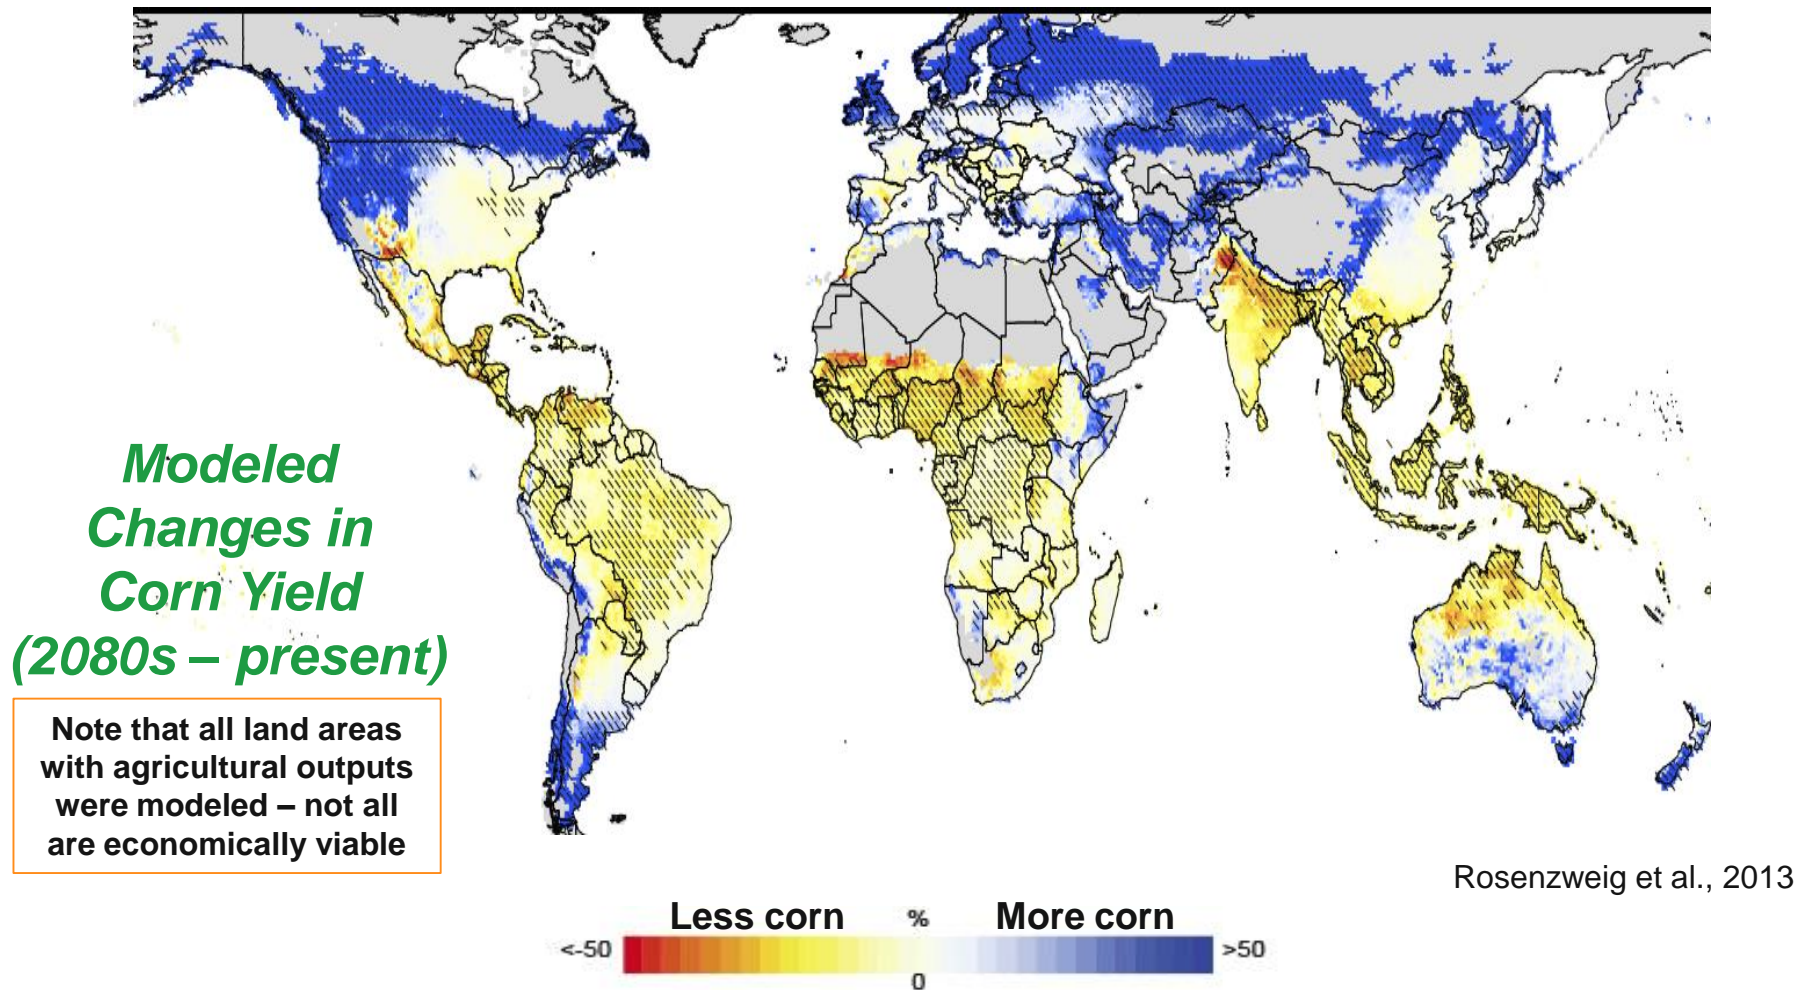 Modeled
Changes in
Corn Yield
(2080s – present)
Note that all land areas
with agricultural outputs
were modeled – not all
are economically viable
Rosenzweig et al., 2013
Less corn % More corn
<-50 >50
0